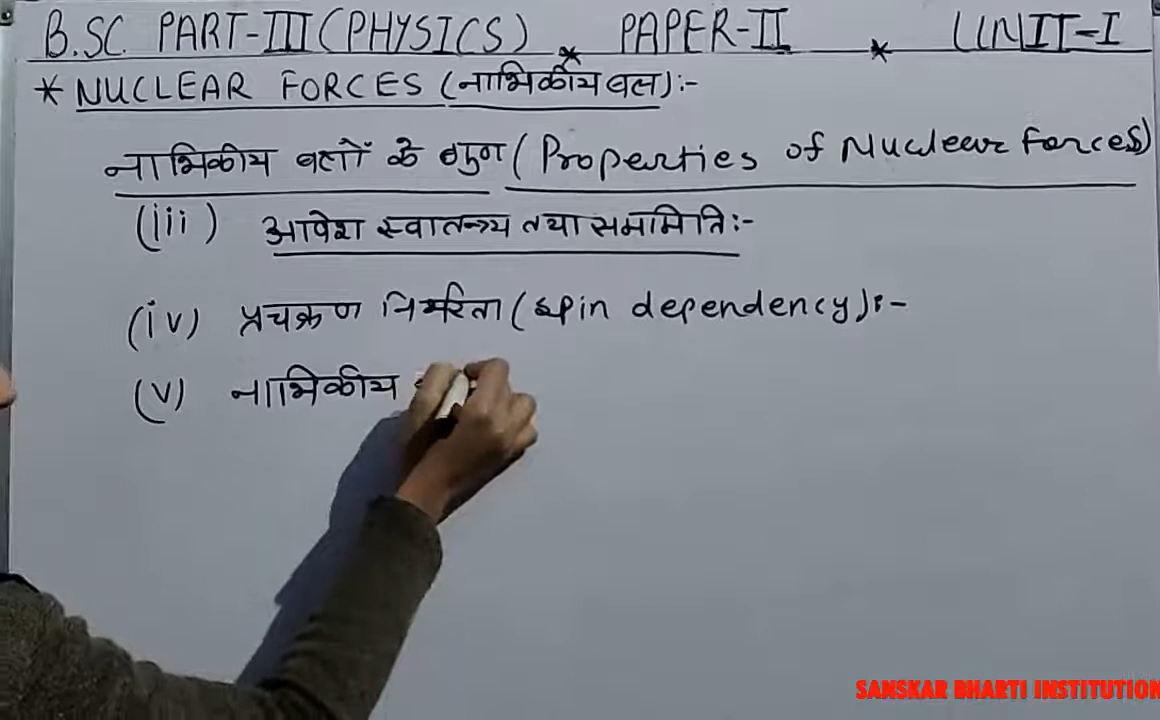 B.SC. PART-III (PHYSICS) * PAPER-II * UNIT-I
* NUCLEAR FORCES (नाभिकीय बल):-
नाभिकीय बलों के गुण (Properties of Nuclear Forces)
(iii) आवेश स्वातन्त्र्य तथा सममिति:-
(iv) प्रचक्रण निर्भरता (spin dependency):-
(v) नाभिकीय
SANSKAR BHARTI INSTITUTION